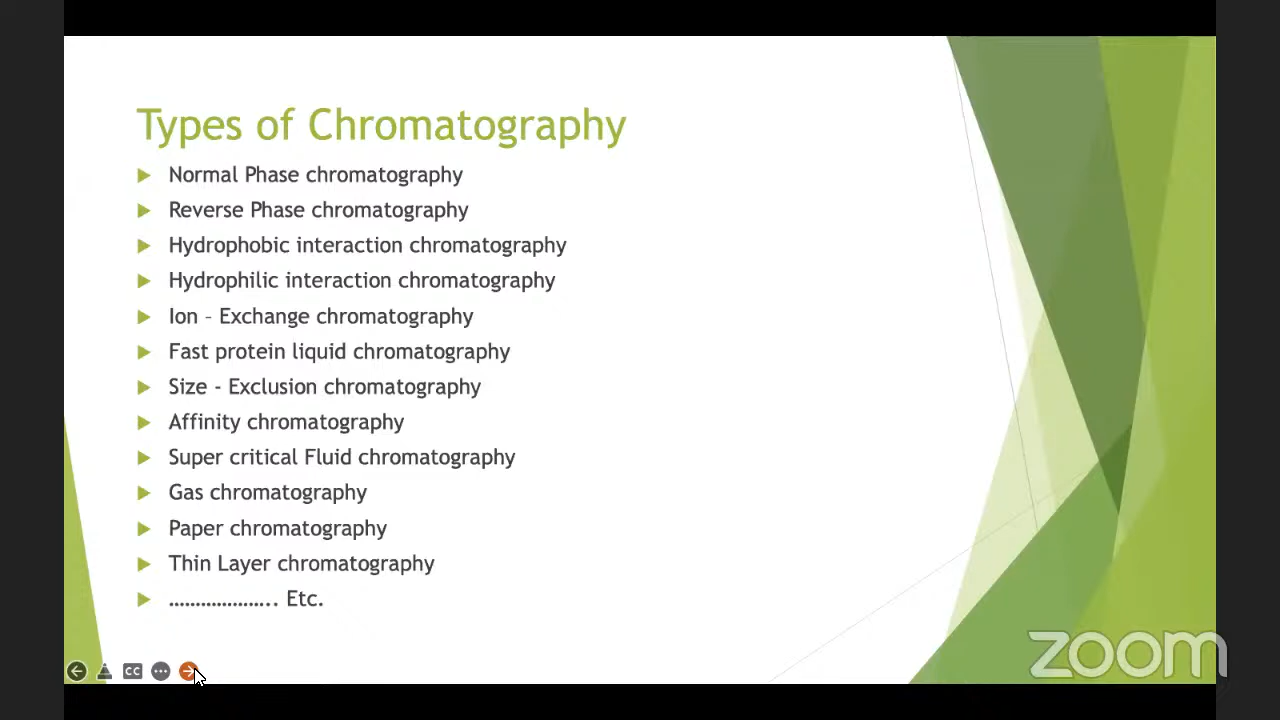 Types of Chromatography
Normal Phase chromatography
Reverse Phase chromatography
Hydrophobic interaction chromatography
Hydrophilic interaction chromatography
Ion – Exchange chromatography
Fast protein liquid chromatography
Size - Exclusion chromatography
Affinity chromatography
Super critical Fluid chromatography
Gas chromatography
Paper chromatography
Thin Layer chromatography
……………….. Etc.
CC
zoom